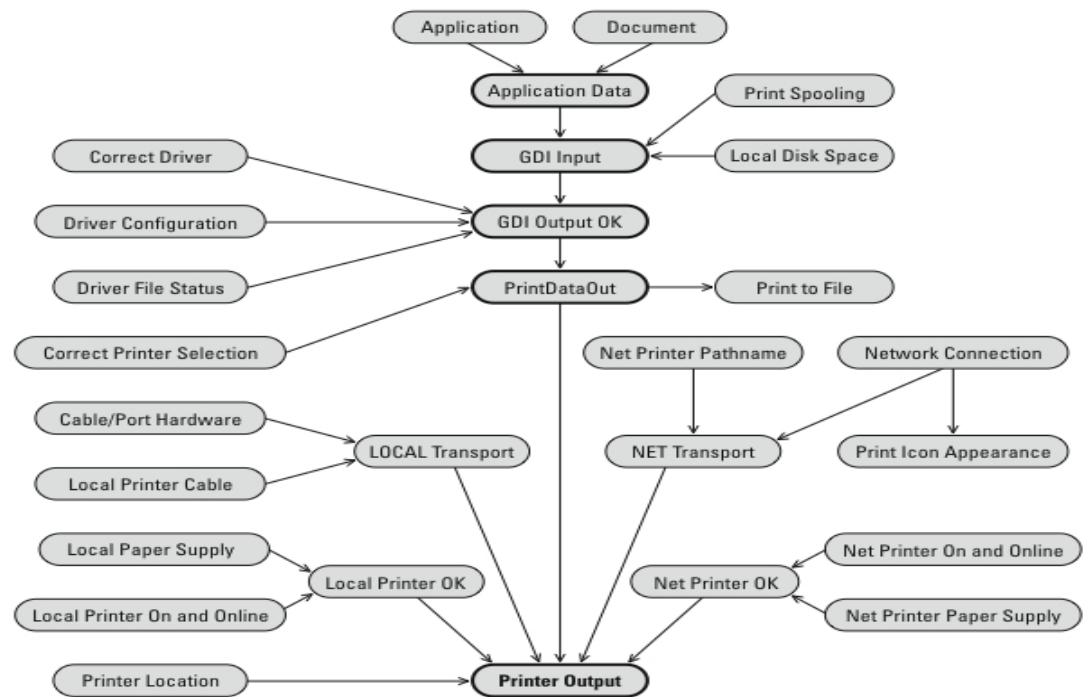 Application
Document
Application Data
Print Spooling
Correct Driver
GDI Input
Local Disk Space
Driver Configuration
GDI Output OK
Driver File Status
PrintDataOut
Print to File
Correct Printer Selection
Net Printer Pathname
Network Connection
Cable/Port Hardware
LOCAL Transport
NET Transport
Print Icon Appearance
Local Printer Cable
Local Paper Supply
Net Printer On and Online
Local Printer OK
Net Printer OK
Local Printer On and Online
Net Printer Paper Supply
Printer Location
Printer Output